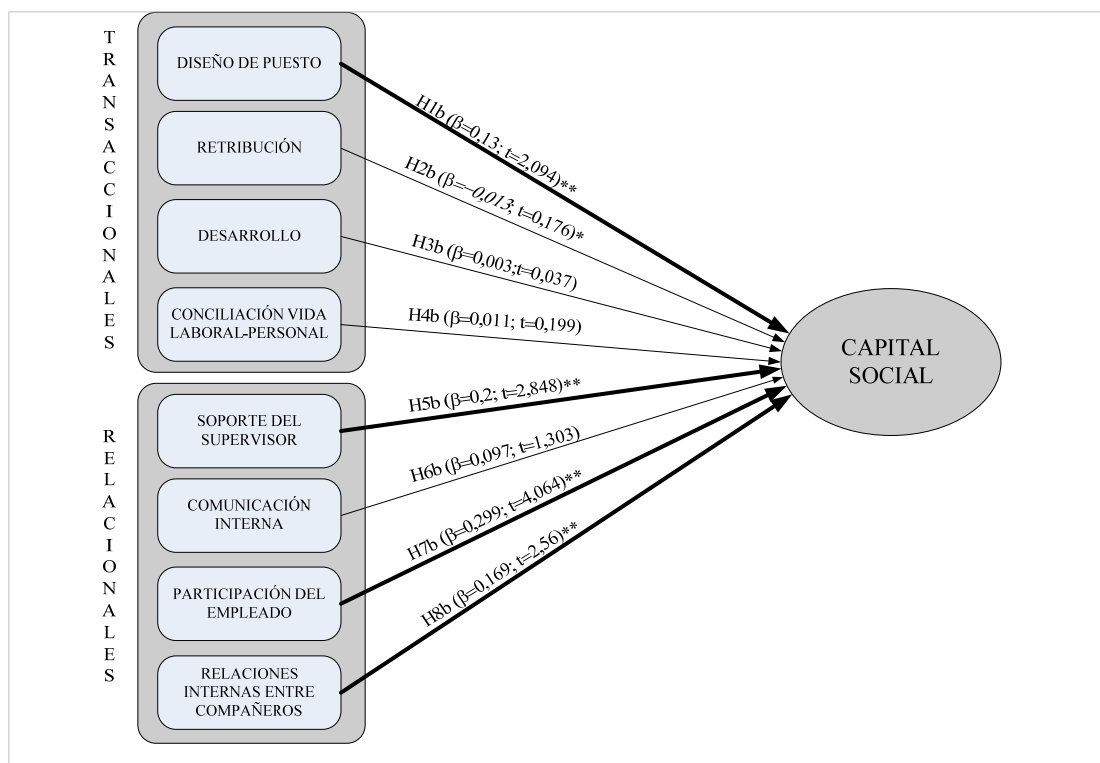 TRANSACCIONALES
DISEÑO DE PUESTO
RETRIBUCIÓN
DESARROLLO
CONCILIACIÓN VIDA
LABORAL-PERSONAL
H1b (β=0,13; t=2,094)**
H2b (β=-0,013; t=0,176)*
H3b (β=0,003;t=0,037)
H4b (β=0,011; t=0,199)
RELACIONALES
SOPORTE DEL
SUPERVISOR
COMUNICACIÓN
INTERNA
PARTICIPACIÓN DEL
EMPLEADO
RELACIONES
INTERNAS ENTRE
COMPAÑEROS
H5b (β=0,2; t=2,848)**
H6b (β=0,097; t=1,303)
H7b (β=0,299; t=4,064)**
H8b (β=0,169; t=2,56)**
CAPITAL
SOCIAL